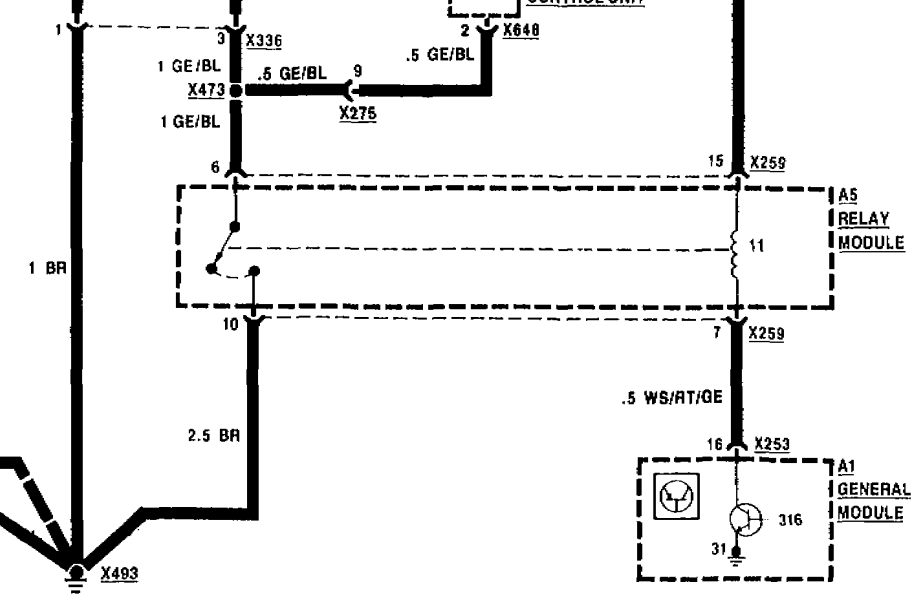 CONTROL UNIT
1
3 X336
2 X648
.5 GE/BL
1 GE/BL
.5 GE/BL
9
X473
X275
1 GE/BL
6
15 X259
A5
RELAY
MODULE
11
1 BR
10
7 X259
.5 WS/RT/GE
2.5 BR
16 X253
A1
GENERAL
MODULE
316
31
X493